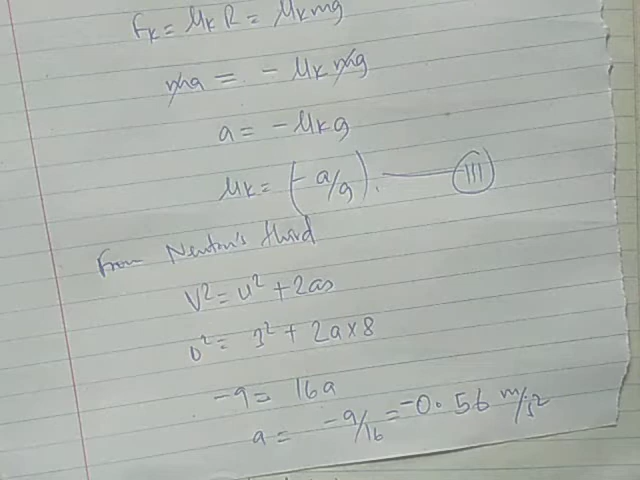 Fk = μk R = μk mg
ma = - μk mg
a = - μk g
μk = (- a/g). (III)
From Newton's third
V² = u² + 2as
0² = 3² + 2a × 8
-9 = 16a
a = -9/16 = -0.56 m/s²